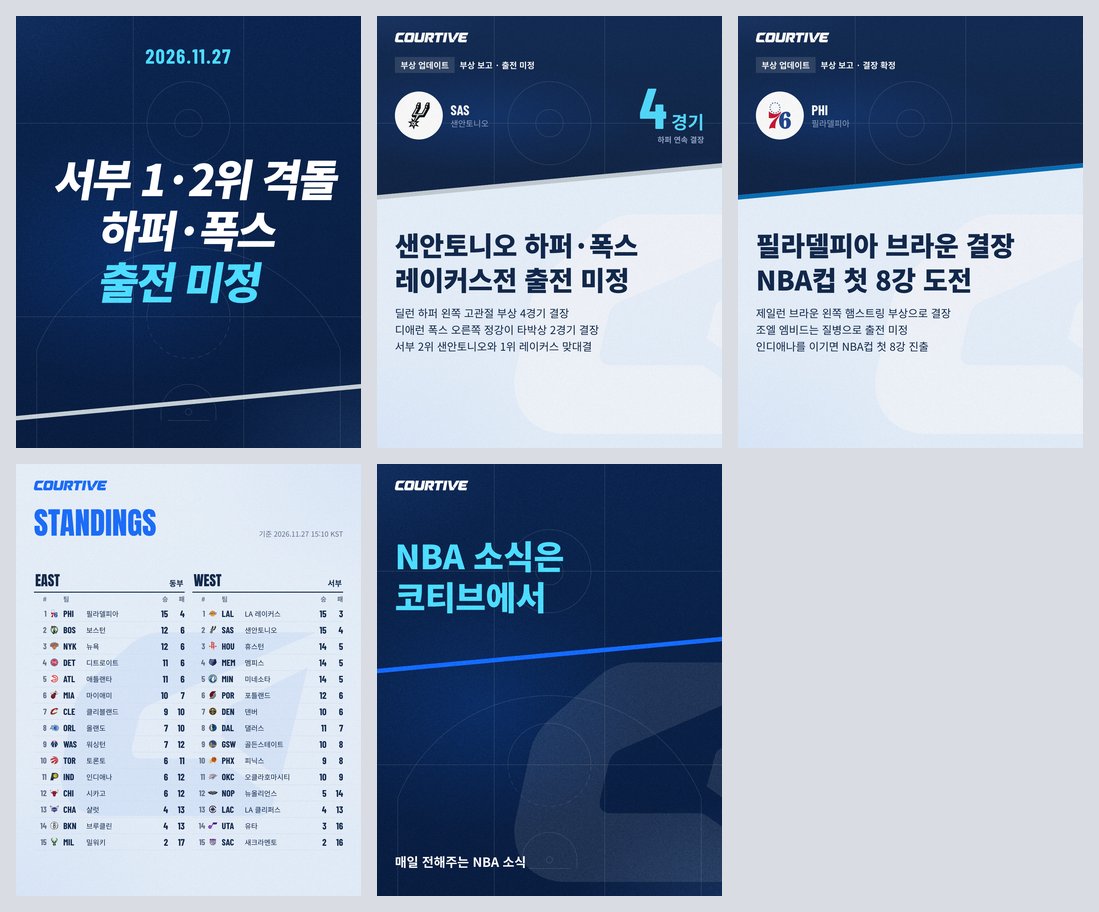 2026.11.27
서부 1·2위 격돌
하퍼·폭스
출전 미정
COURTIVE
부상 업데이트 부상 보고 · 출전 미정
SAS
샌안토니오
4 경기
하퍼 연속 결장
샌안토니오 하퍼·폭스
레이커스전 출전 미정
딜런 하퍼 왼쪽 고관절 부상 4경기 결장
디애런 폭스 오른쪽 정강이 타박상 2경기 결장
서부 2위 샌안토니오와 1위 레이커스 맞대결
COURTIVE
부상 업데이트 부상 보고 · 결장 확정
76
PHI
필라델피아
필라델피아 브라운 결장
NBA컵 첫 8강 도전
제일런 브라운 왼쪽 햄스트링 부상으로 결장
조엘 엠비드는 질병으로 출전 미정
인디애나를 이기면 NBA컵 첫 8강 진출
COURTIVE
STANDINGS
기준 2026.11.27 15:10 KST
EAST 동부
# 팀 승 패
1 PHI 필라델피아 15 4
2 BOS 보스턴 12 6
3 NYK 뉴욕 12 6
4 DET 디트로이트 11 6
5 ATL 애틀랜타 11 6
6 MIA 마이애미 10 7
7 CLE 클리블랜드 9 10
8 ORL 올랜도 7 10
9 WAS 워싱턴 7 12
10 TOR 토론토 6 11
11 IND 인디애나 6 12
12 CHI 시카고 6 12
13 CHA 샬럿 4 13
14 BKN 브루클린 4 13
15 MIL 밀워키 2 17
WEST 서부
# 팀 승 패
1 LAL LA 레이커스 15 3
2 SAS 샌안토니오 15 4
3 HOU 휴스턴 14 5
4 MEM 멤피스 14 5
5 MIN 미네소타 14 5
6 POR 포틀랜드 12 6
7 DEN 덴버 10 6
8 DAL 댈러스 11 7
9 GSW 골든스테이트 10 8
10 PHX 피닉스 9 8
11 OKC 오클라호마시티 10 9
12 NOP 뉴올리언스 5 14
13 LAC LA 클리퍼스 4 13
14 UTA 유타 3 16
15 SAC 새크라멘토 2 16
COURTIVE
NBA 소식은
코티브에서
매일 전해주는 NBA 소식